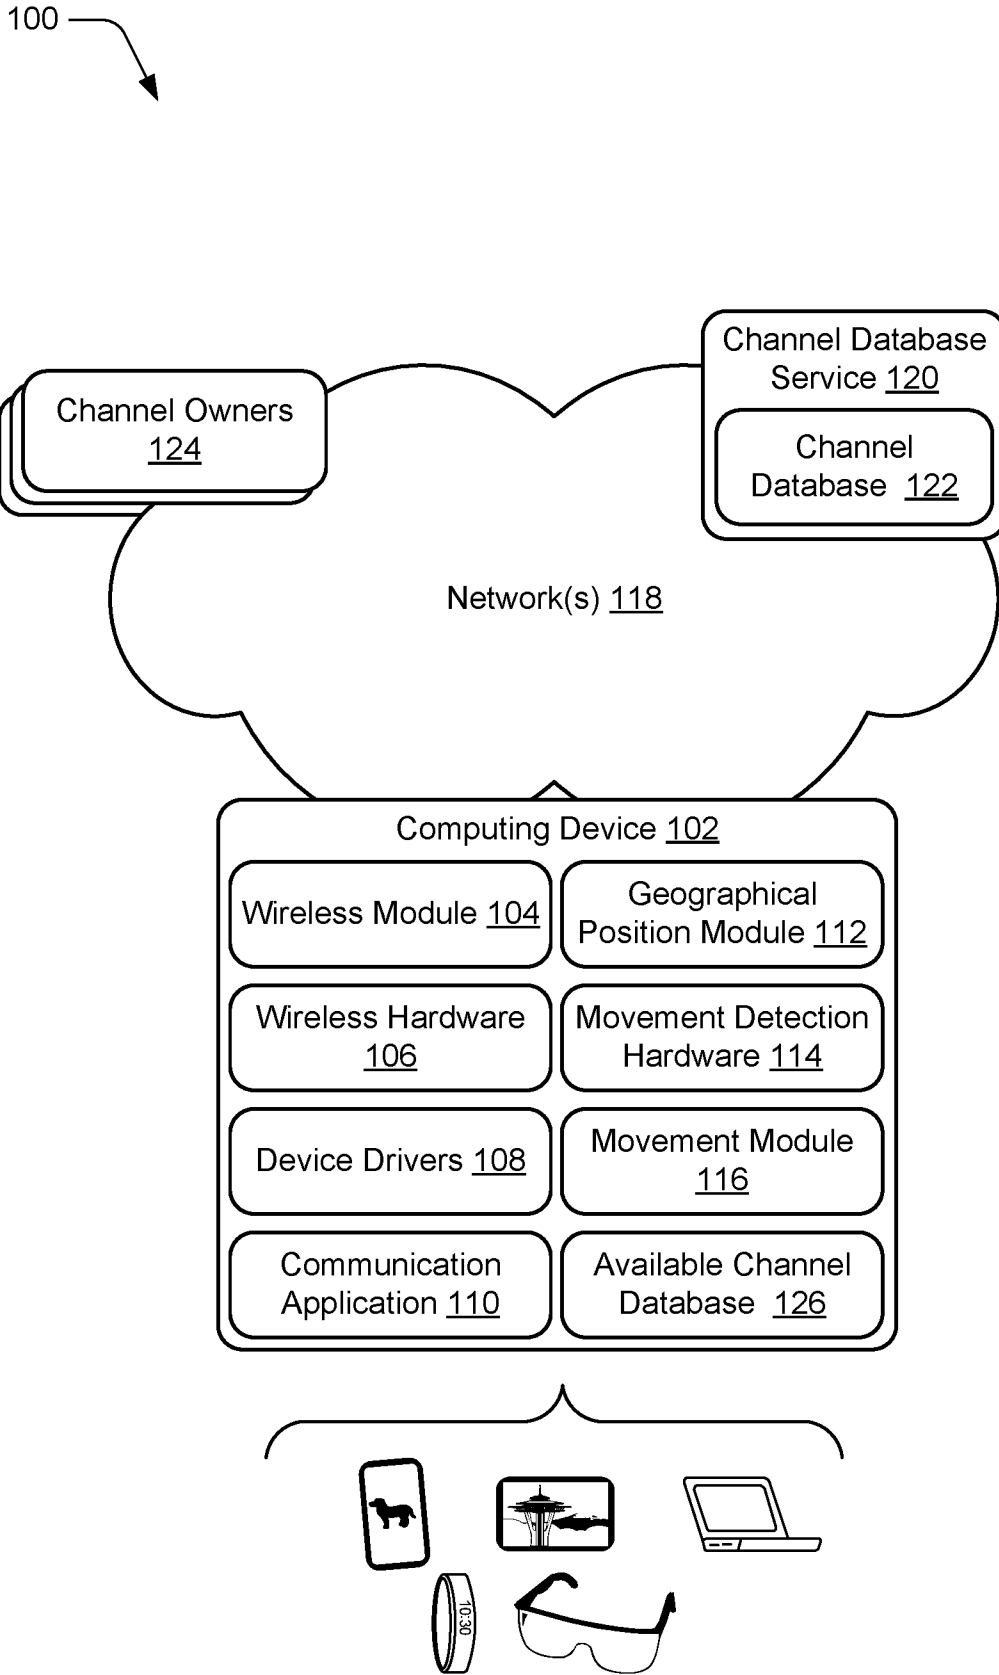 100
Channel Database
Service 120
Channel Owners
124
Channel
Database 122
Network(s) 118
Computing Device 102
Wireless Module 104
Geographical
Position Module 112
Wireless Hardware
106
Movement Detection
Hardware 114
Device Drivers 108
Movement Module
116
Communication
Application 110
Available Channel
Database 126
10:30